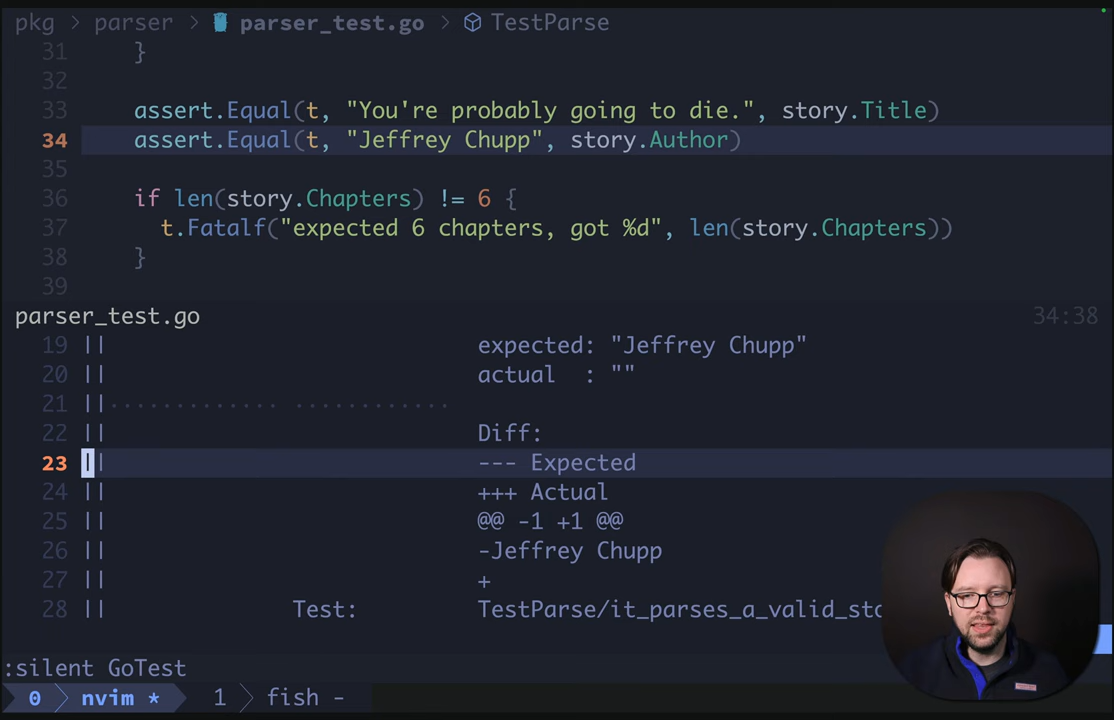 pkg > parser > parser_test.go > TestParse
31 }
32
33 assert.Equal(t, "You're probably going to die.", story.Title)
34 assert.Equal(t, "Jeffrey Chupp", story.Author)
35
36 if len(story.Chapters) != 6 {
37 t.Fatalf("expected 6 chapters, got %d", len(story.Chapters))
38 }
39
parser_test.go 34:38
19 || expected: "Jeffrey Chupp"
20 || actual : ""
21 ||············· ············
22 || Diff:
23 || --- Expected
24 || +++ Actual
25 || @@ -1 +1 @@
26 || -Jeffrey Chupp
27 || +
28 || Test: TestParse/it_parses_a_valid_sto
:silent GoTest
0 > nvim * 1 > fish -